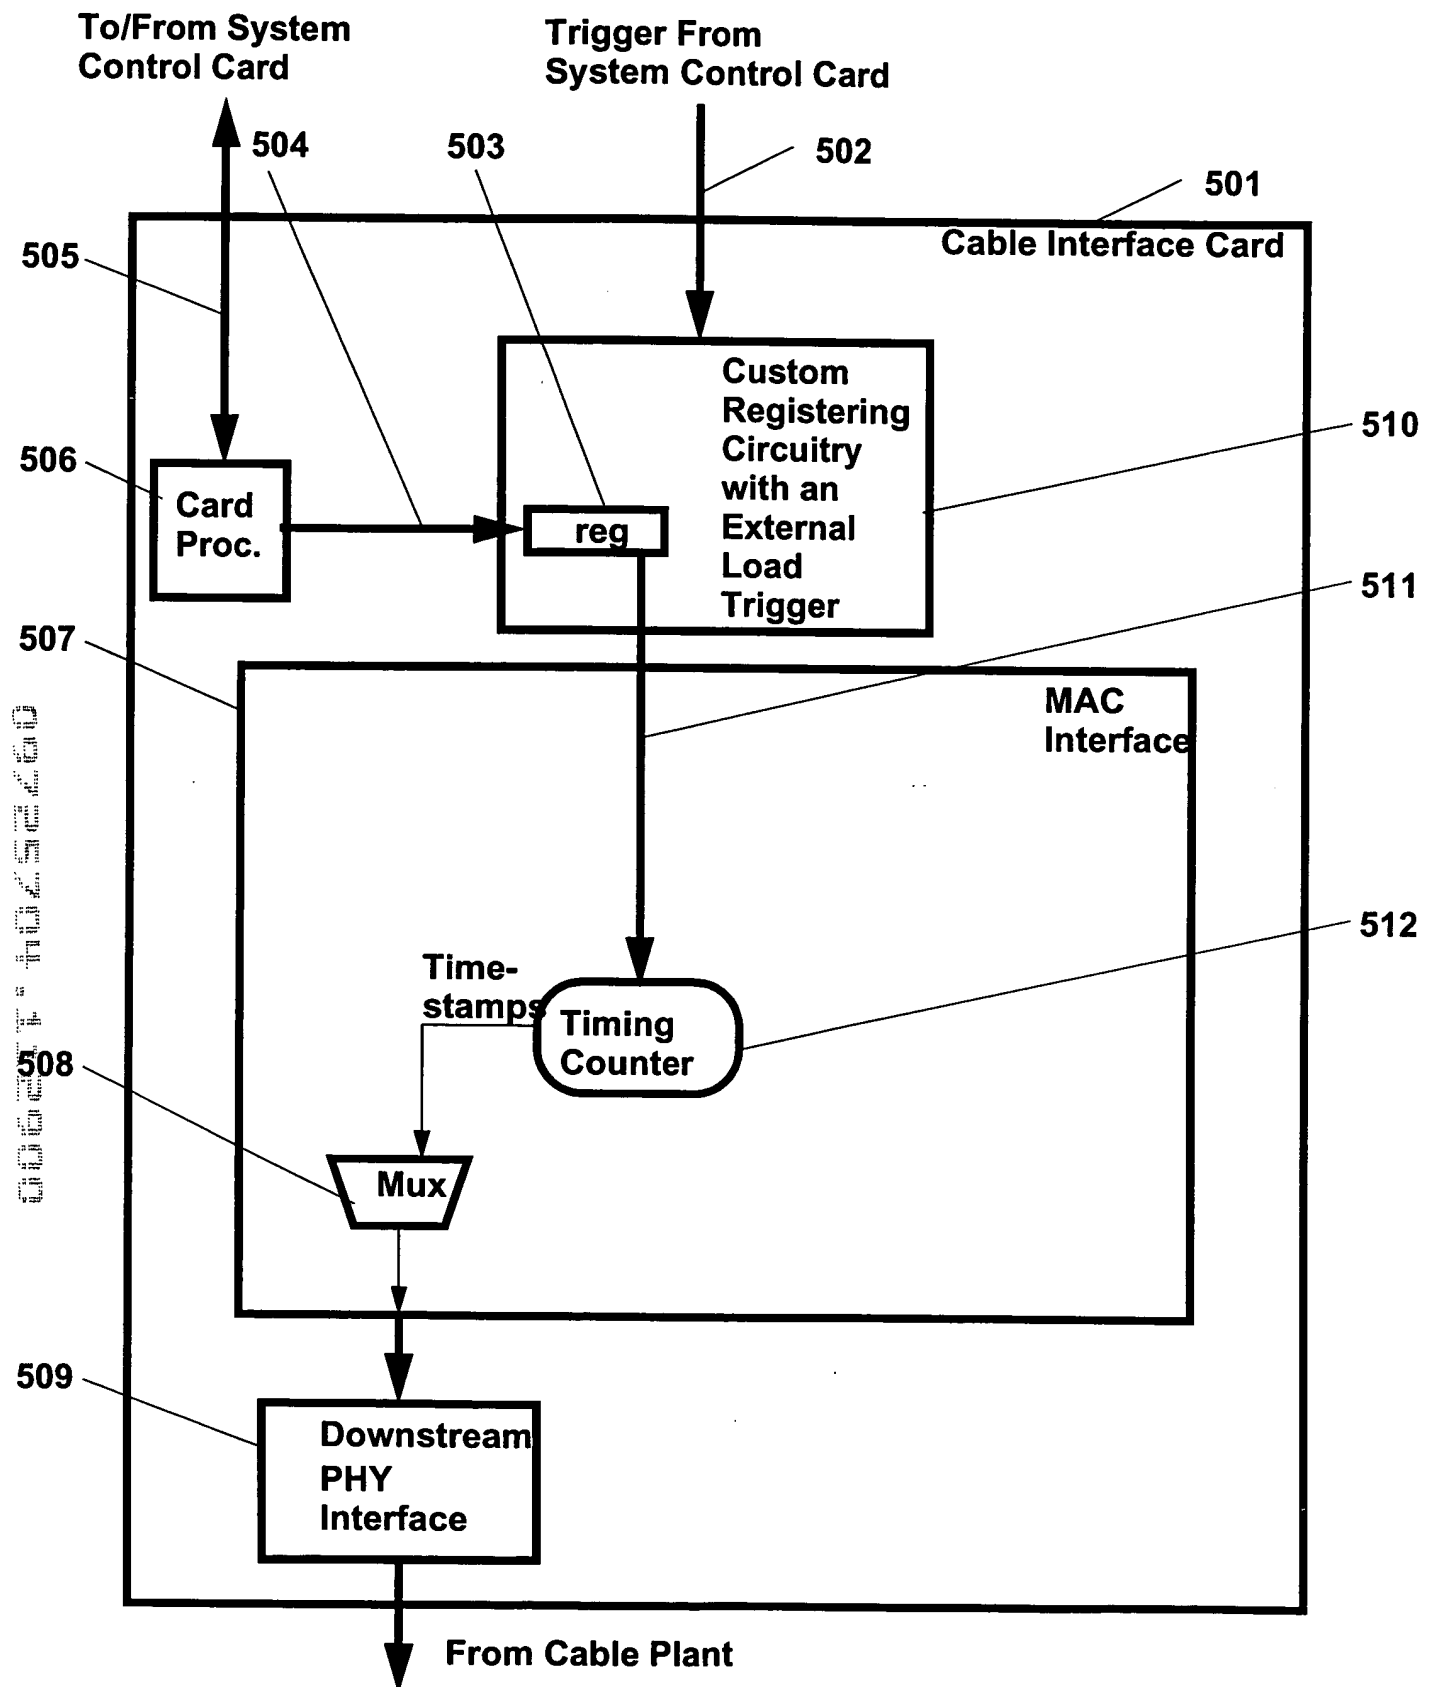 To/From System
Control Card
Trigger From
System Control Card
504
503
502
501
Cable Interface Card
505
Custom
Registering
Circuitry
with an
External
Load
Trigger
510
506
Card
Proc.
reg
511
507
MAC
Interface
512
Time-
stamps
Timing
Counter
508
Mux
509
Downstream
PHY
Interface
From Cable Plant
09725704.112900